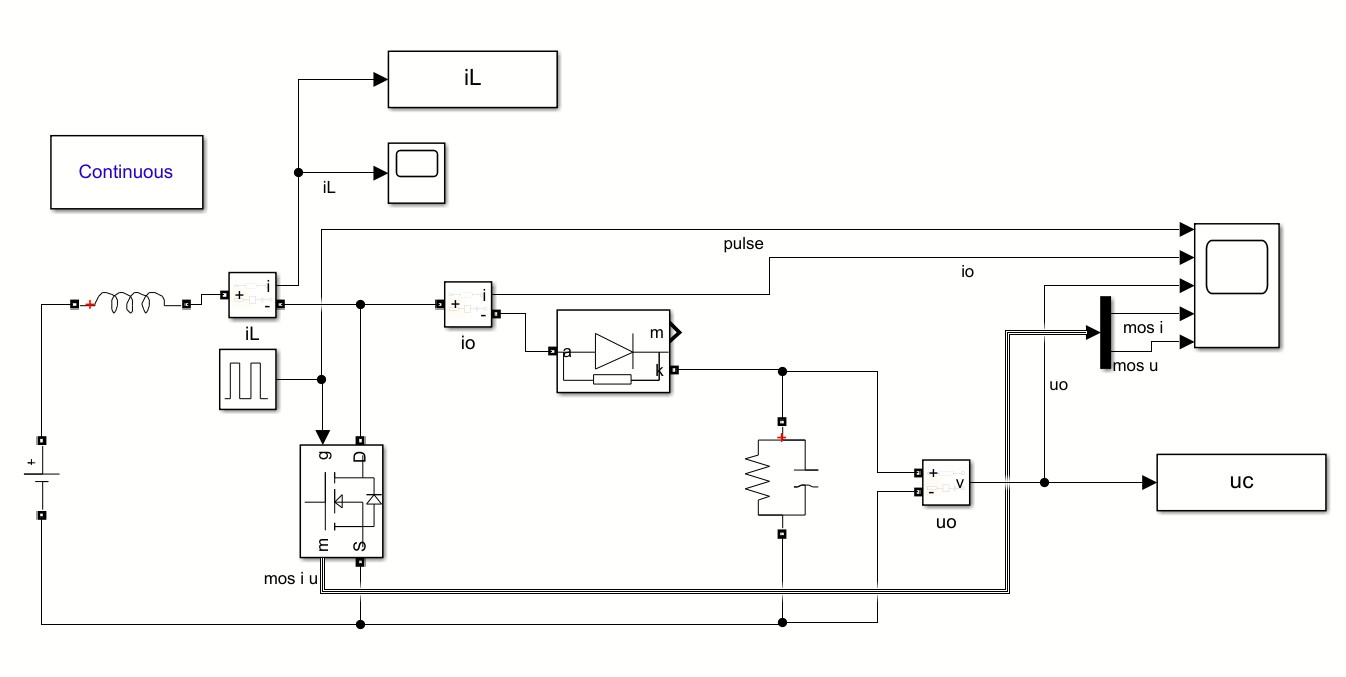 iL
Continuous
iL
pulse
io
i
+
-
iL
i
+
-
io
m
a
k
mos i
mos u
uo
+
g
D
m
S
mos i u
+
-
v
uo
uc